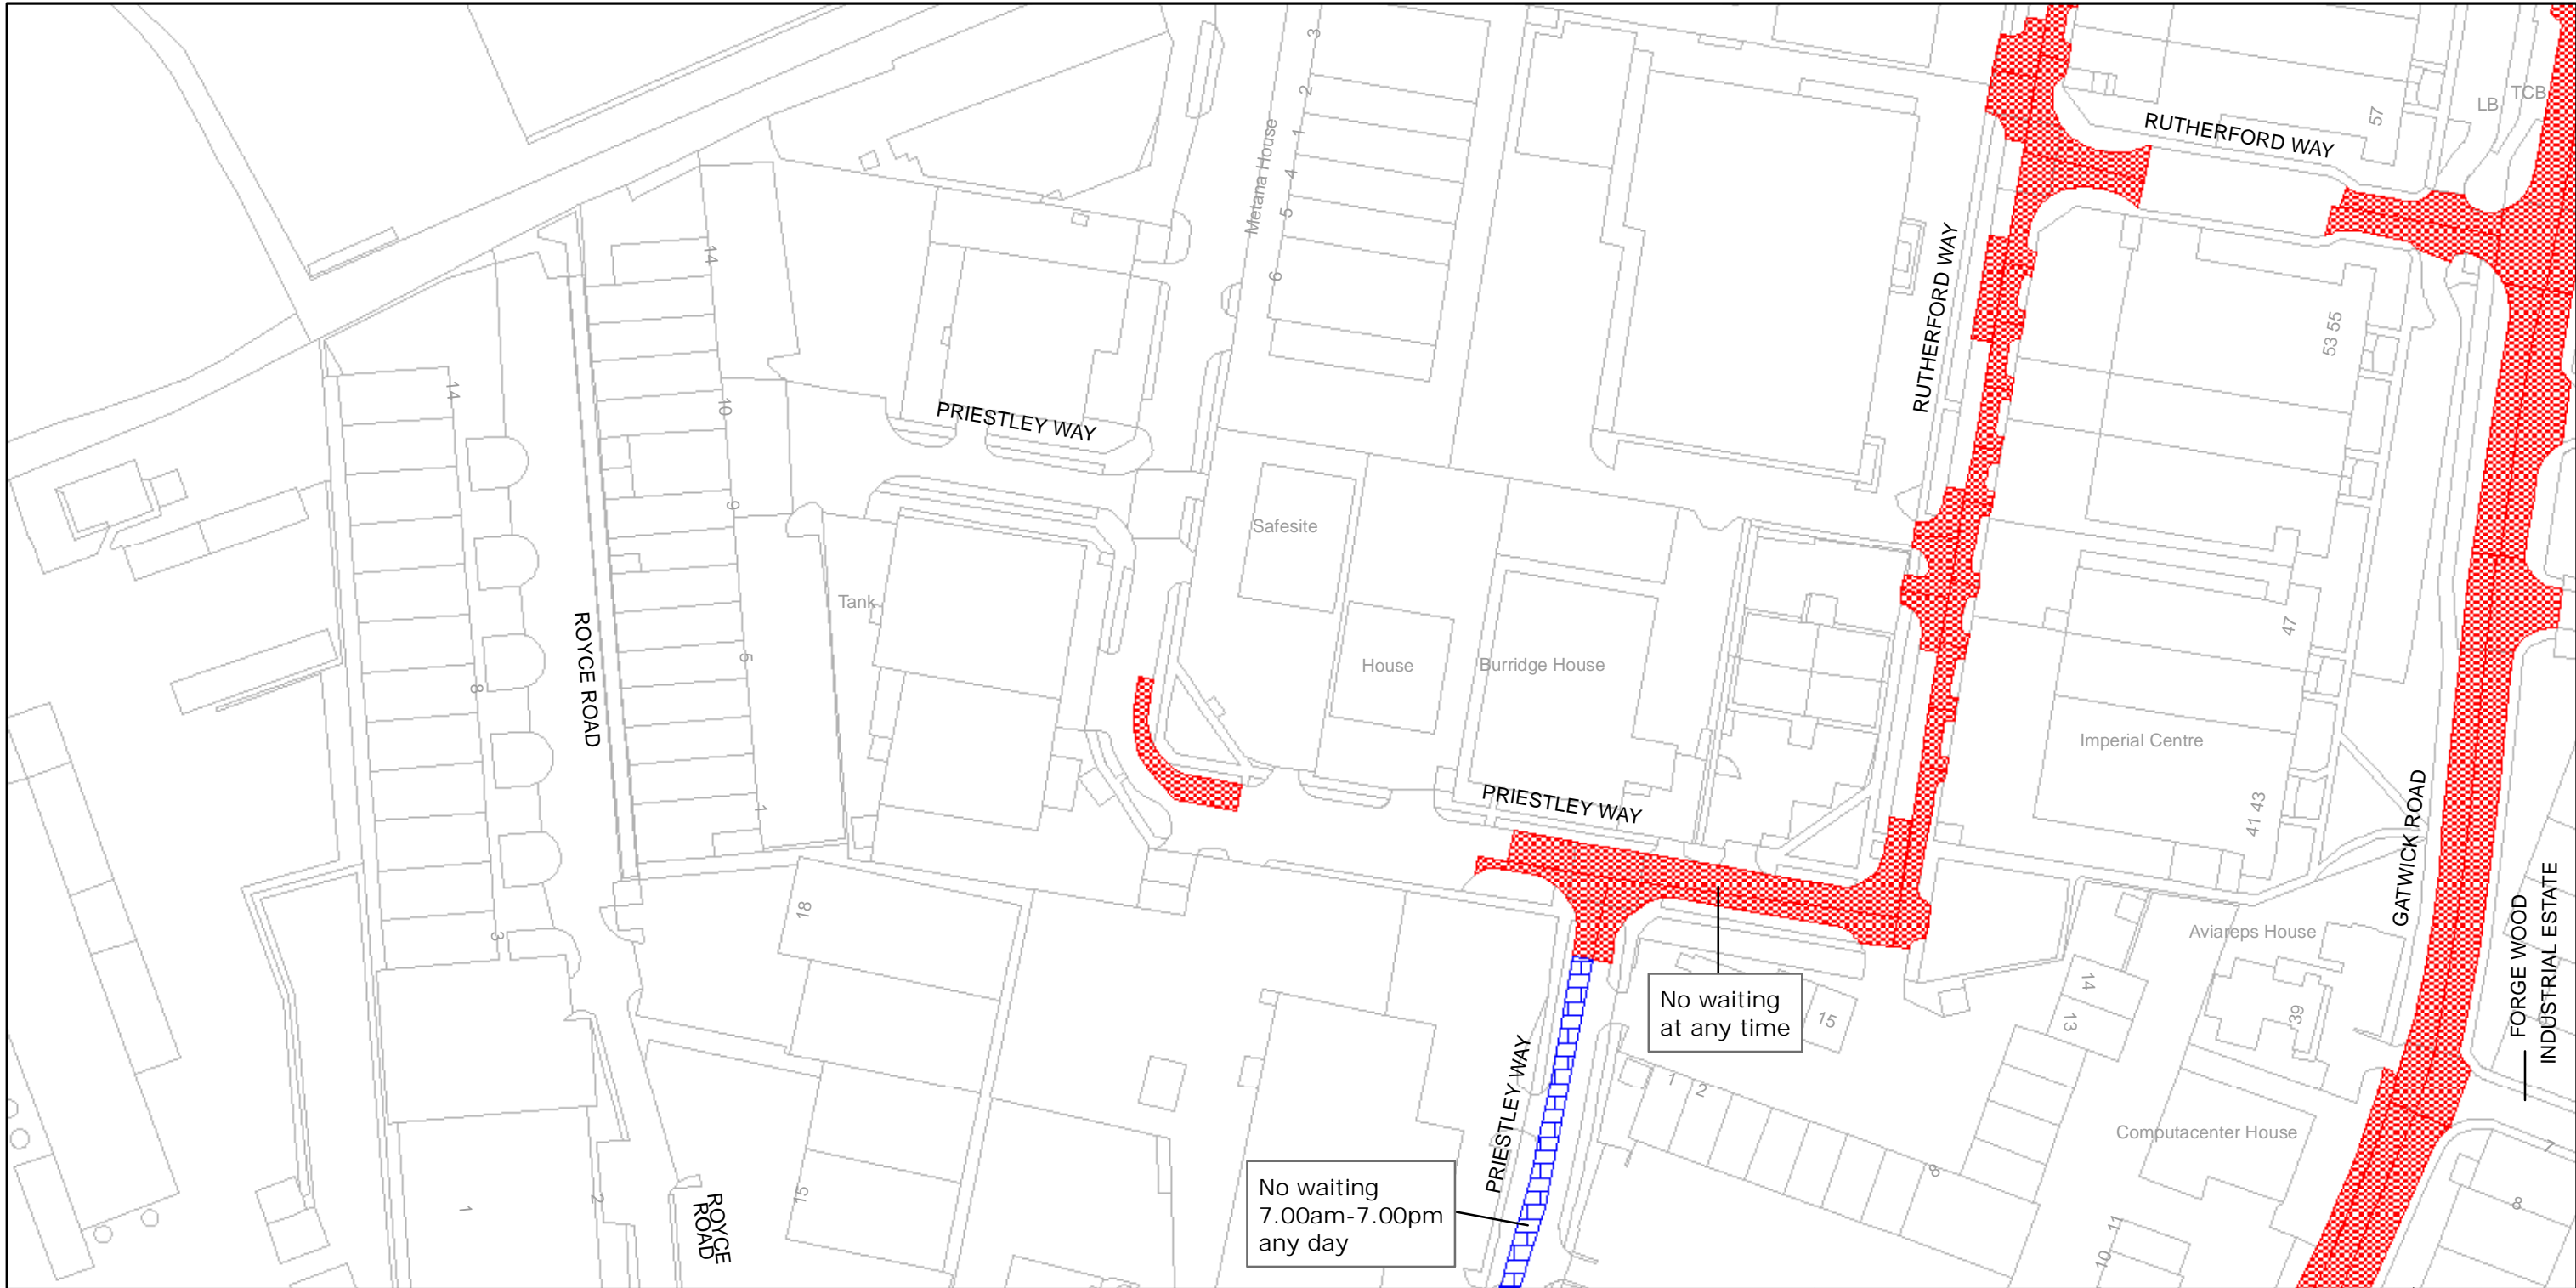 3
2
1
4
5
6
Metana House
57
LB
TCB
RUTHERFORD WAY
RUTHERFORD WAY
14
14
10
9
PRIESTLEY WAY
53 55
Safesite
Tank
House
Burridge House
47
ROYCE ROAD
5
8
Imperial Centre
1
PRIESTLEY WAY
41 43
GATWICK ROAD
18
3
Aviareps House
FORGE WOOD
INDUSTRIAL ESTATE
No waiting
at any time
15
14
13
39
PRIESTLEY WAY
1
2
Computacenter House
7
8
8
No waiting
7.00am-7.00pm
any day
15
1
2
ROYCE
ROAD
11
10